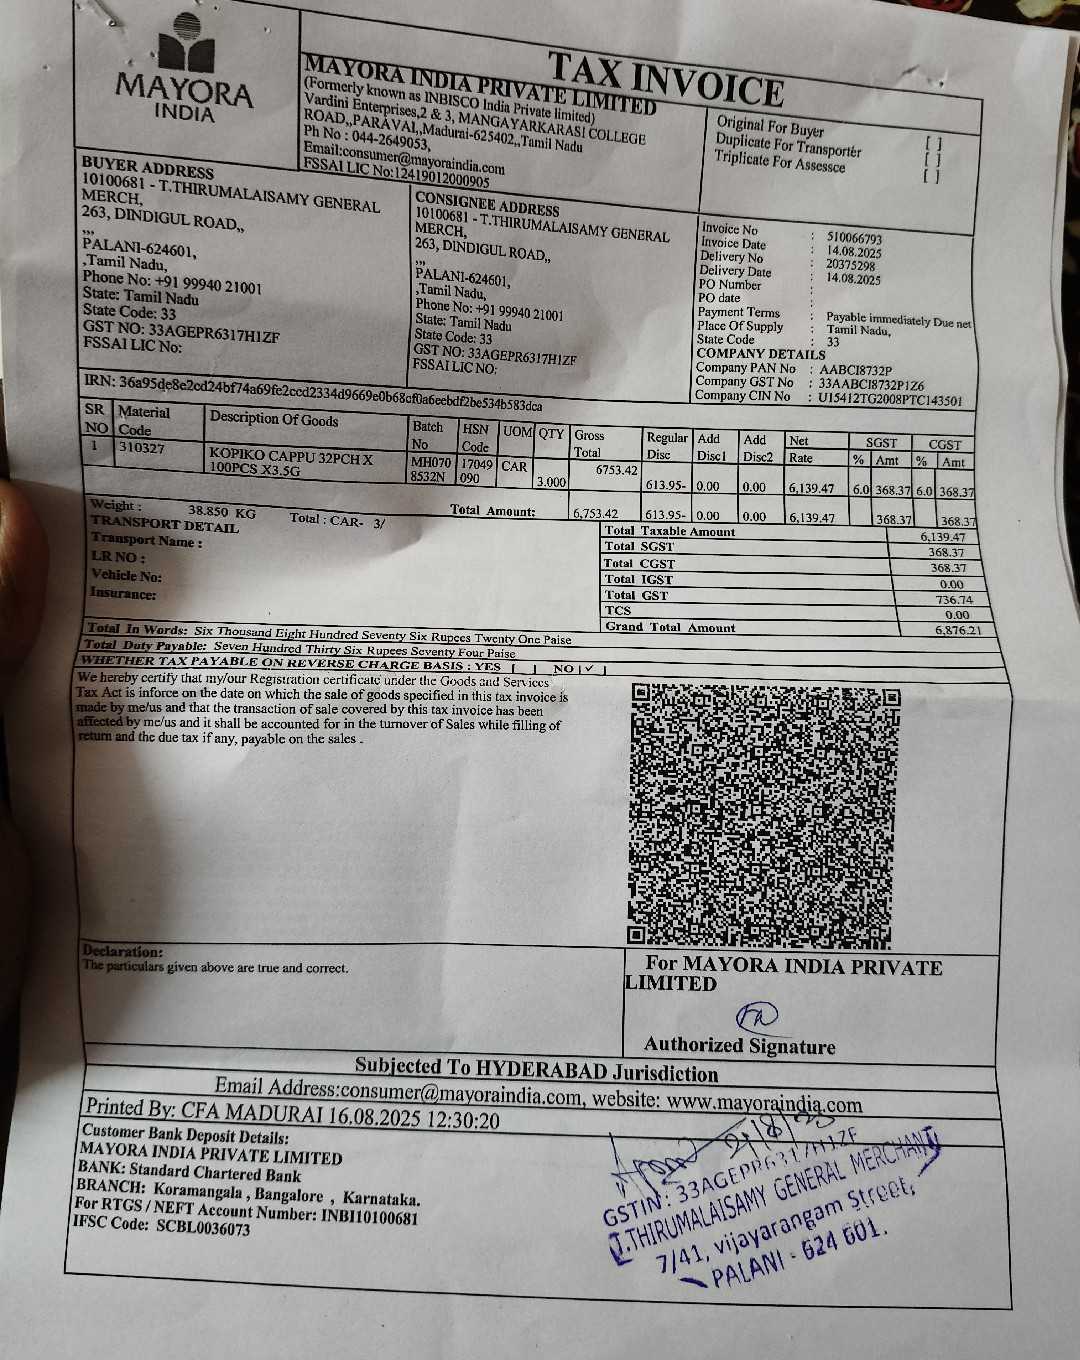 MAYORA
INDIA
TAX INVOICE
MAYORA INDIA PRIVATE LIMITED
(Formerly known as INBISCO India Private limited)
Vardini Enterprises,2 & 3, MANGAYARKARASI COLLEGE
ROAD,,PARAVAI,,Madurai-625402,,Tamil Nadu
Ph No : 044-2649053,
Email:consumer@mayoraindia.com
FSSAI LIC No:12419012000905
Original For Buyer [ ]
Duplicate For Transporter [ ]
Triplicate For Assessce [ ]
BUYER ADDRESS
10100681 - T.THIRUMALAISAMY GENERAL
MERCH,
263, DINDIGUL ROAD,,
,,,
PALANI-624601,
,Tamil Nadu,
Phone No: +91 99940 21001
State: Tamil Nadu
State Code: 33
GST NO: 33AGEPR6317H1ZF
FSSAI LIC No:
CONSIGNEE ADDRESS
10100681 - T.THIRUMALAISAMY GENERAL
MERCH,
263, DINDIGUL ROAD,,
,,,
PALANI-624601,
,Tamil Nadu,
Phone No: +91 99940 21001
State: Tamil Nadu
State Code: 33
GST NO: 33AGEPR6317H1ZF
FSSAI LIC NO:
Invoice No : 510066793
Invoice Date : 14.08.2025
Delivery No : 20375298
Delivery Date : 14.08.2025
PO Number :
PO date :
Payment Terms : Payable immediately Due net
Place Of Supply : Tamil Nadu,
State Code : 33
COMPANY DETAILS
Company PAN No : AABCI8732P
Company GST No : 33AABCI8732P1Z6
Company CIN No : U15412TG2008PTC143501
IRN: 36a95de8e2cd24bf74a69fe2ccd2334d9669e0b68cf0a6eebdf2be534b583dca
SR NO Material Code Description Of Goods Batch No HSN Code UOM QTY Gross Total Regular Disc Add Disc1 Add Disc2 Net Rate SGST % Amt CGST % Amt
1 310327 KOPIKO CAPPU 32PCH X 100PCS X3.5G MH070 8532N 17049 090 CAR 3.000 6753.42 613.95- 0.00 0.00 6,139.47 6.0 368.37 6.0 368.37
Total Amount: 6,753.42 613.95- 0.00 0.00 6,139.47 368.37 368.37
Weight : 38.850 KG Total : CAR- 3/
TRANSPORT DETAIL
Transport Name :
LR NO :
Vehicle No:
Insurance:
Total Taxable Amount 6,139.47
Total SGST 368.37
Total CGST 368.37
Total IGST 0.00
Total GST 736.74
TCS 0.00
Grand Total Amount 6,876.21
Total In Words: Six Thousand Eight Hundred Seventy Six Rupees Twenty One Paise
Total Duty Payable: Seven Hundred Thirty Six Rupees Seventy Four Paise
WHETHER TAX PAYABLE ON REVERSE CHARGE BASIS : YES [ ] NO [✓]
We hereby certify that my/our Registration certificate under the Goods and Services
Tax Act is inforce on the date on which the sale of goods specified in this tax invoice is
made by me/us and that the transaction of sale covered by this tax invoice has been
affected by me/us and it shall be accounted for in the turnover of Sales while filling of
return and the due tax if any, payable on the sales .
Declaration:
The particulars given above are true and correct.
For MAYORA INDIA PRIVATE
LIMITED
Authorized Signature
Subjected To HYDERABAD Jurisdiction
Email Address:consumer@mayoraindia.com, website: www.mayoraindia.com
Printed By: CFA MADURAI 16.08.2025 12:30:20
Customer Bank Deposit Details:
MAYORA INDIA PRIVATE LIMITED
BANK: Standard Chartered Bank
BRANCH: Koramangala , Bangalore , Karnataka.
For RTGS / NEFT Account Number: INBI10100681
IFSC Code: SCBL0036073
GSTIN: 33AGEPR6317H1ZF
T.THIRUMALAISAMY GENERAL MERCHANT
7/41, vijayarangam Street,
PALANI - 624 601.